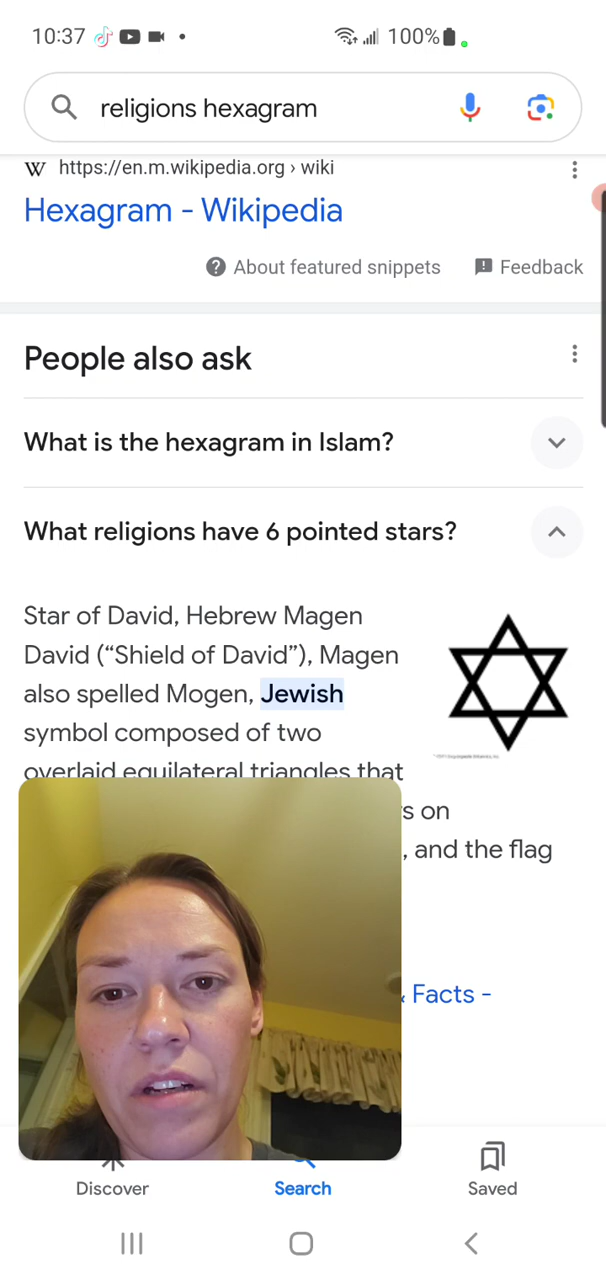 10:37
100%
religions hexagram
W https://en.m.wikipedia.org › wiki
Hexagram - Wikipedia
About featured snippets
Feedback
People also ask
What is the hexagram in Islam?
What religions have 6 pointed stars?
Star of David, Hebrew Magen
David (“Shield of David”), Magen
also spelled Mogen, Jewish
symbol composed of two
overlaid equilateral triangles that
s on
, and the flag
Facts -
Discover
Search
Saved